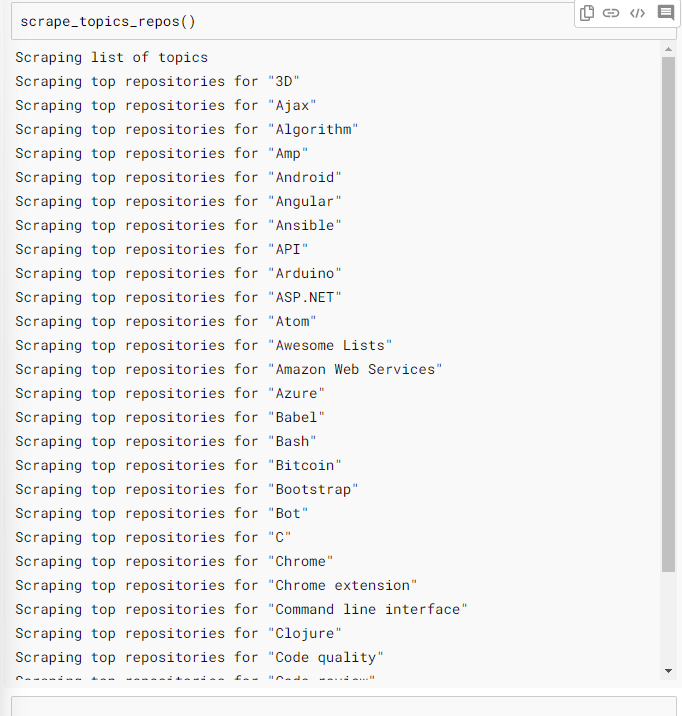 scrape_topics_repos()
Scraping list of topics
Scraping top repositories for "3D"
Scraping top repositories for "Ajax"
Scraping top repositories for "Algorithm"
Scraping top repositories for "Amp"
Scraping top repositories for "Android"
Scraping top repositories for "Angular"
Scraping top repositories for "Ansible"
Scraping top repositories for "API"
Scraping top repositories for "Arduino"
Scraping top repositories for "ASP.NET"
Scraping top repositories for "Atom"
Scraping top repositories for "Awesome Lists"
Scraping top repositories for "Amazon Web Services"
Scraping top repositories for "Azure"
Scraping top repositories for "Babel"
Scraping top repositories for "Bash"
Scraping top repositories for "Bitcoin"
Scraping top repositories for "Bootstrap"
Scraping top repositories for "Bot"
Scraping top repositories for "C"
Scraping top repositories for "Chrome"
Scraping top repositories for "Chrome extension"
Scraping top repositories for "Command line interface"
Scraping top repositories for "Clojure"
Scraping top repositories for "Code quality"
Scraping top repositories for "Code review"